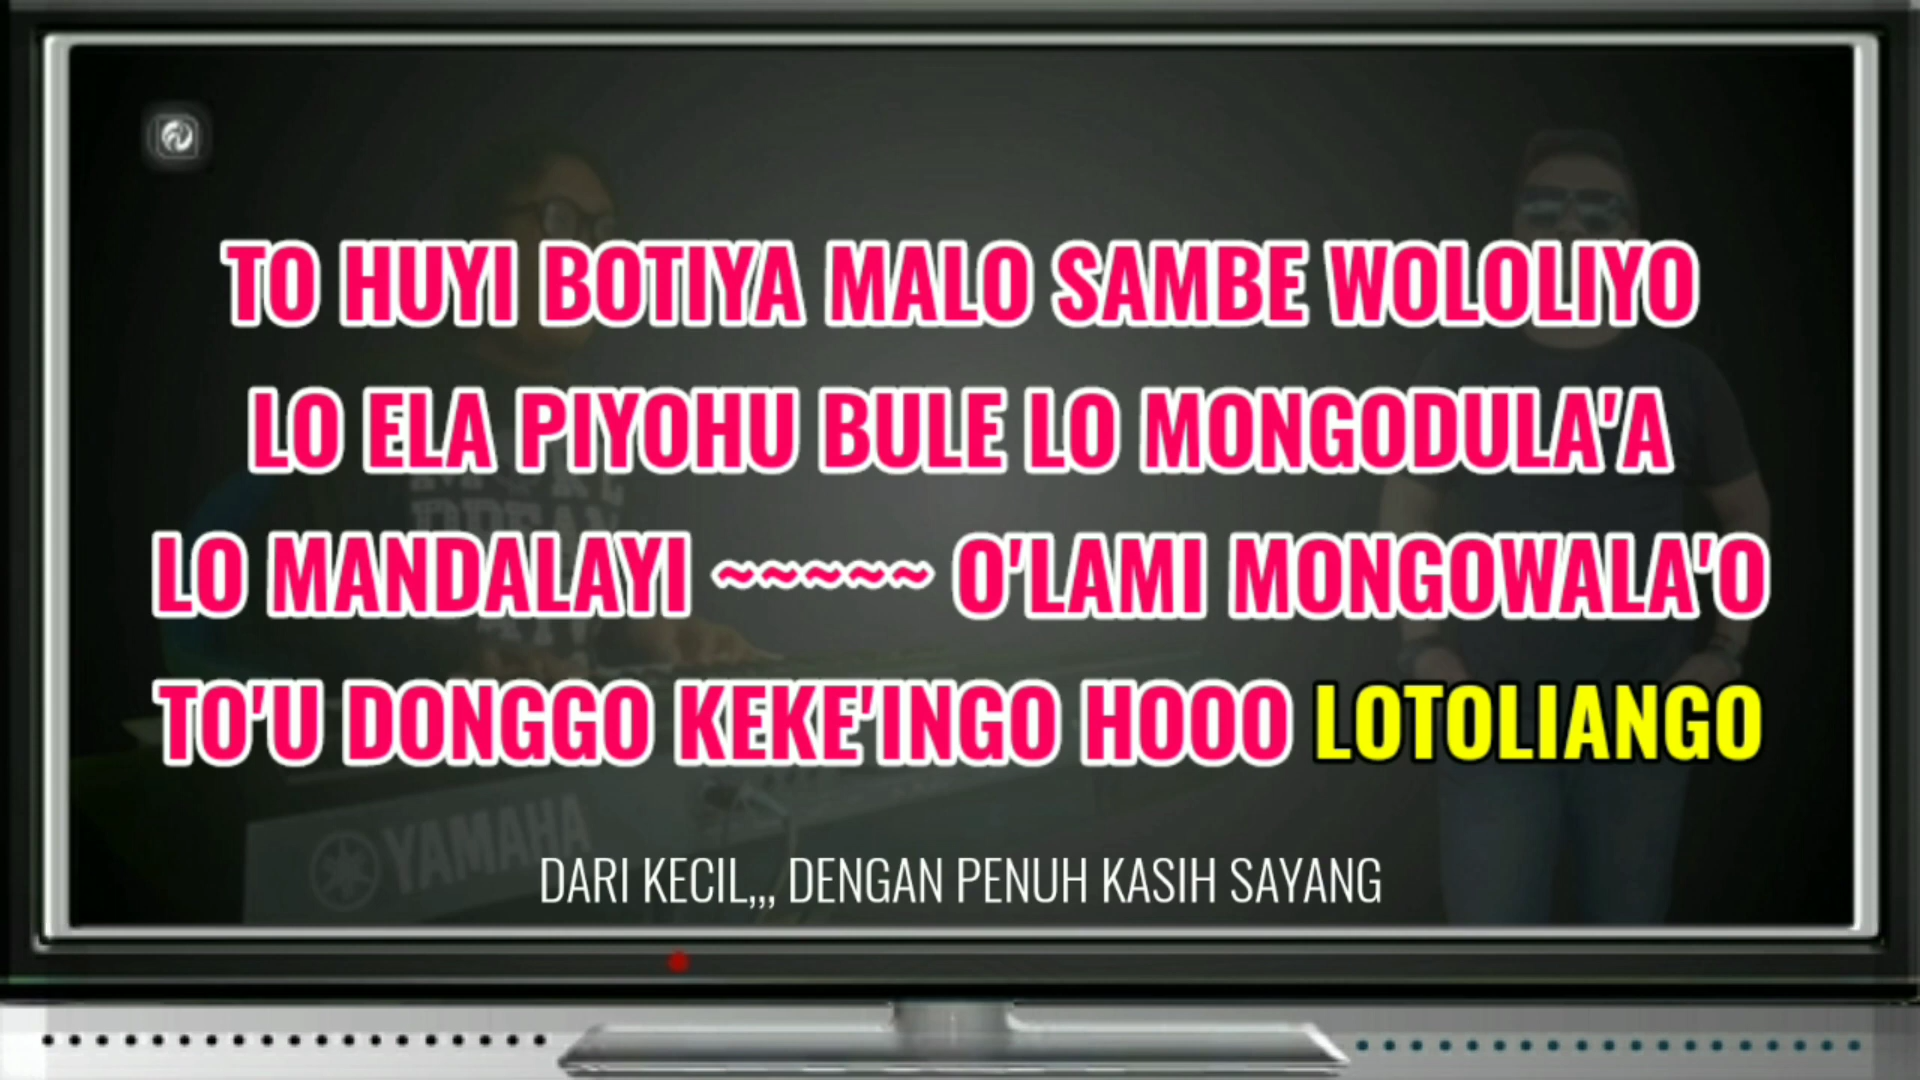 TO HUYI BOTIYA MALO SAMBE WOLOLIYO
LO ELA PIYOHU BULE LO MONGODULA'A
LO MANDALAYI ~~~~~ O'LAMI MONGOWALA'O
TO'U DONGGO KEKE'INGO HOOO LOTOLIANGO
YAMAHA
DARI KECIL,,, DENGAN PENUH KASIH SAYANG